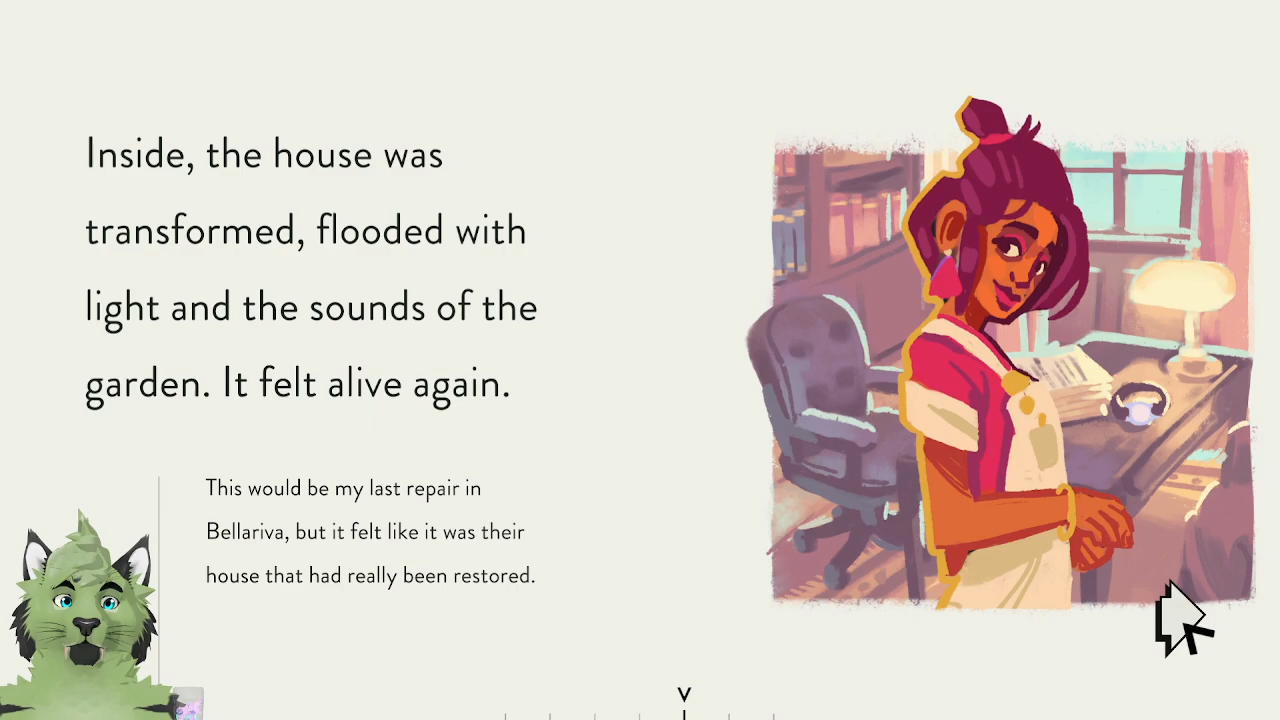 Inside, the house was
transformed, flooded with
light and the sounds of the
garden. It felt alive again.
This would be my last repair in
Bellariva, but it felt like it was their
house that had really been restored.